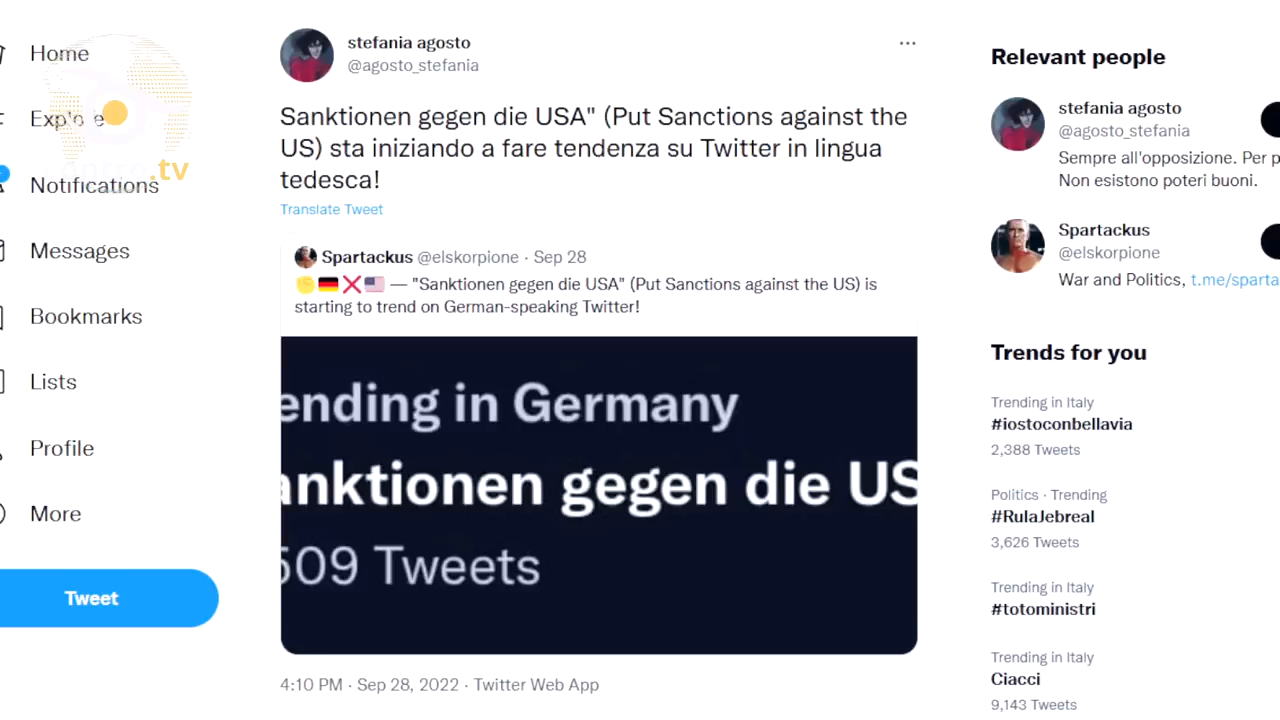 Home
Explore
Notifications
Messages
Bookmarks
Lists
Profile
More
Tweet
.tv
stefania agosto
@agosto_stefania
Sanktionen gegen die USA" (Put Sanctions against the
US) sta iniziando a fare tendenza su Twitter in lingua
tedesca!
Translate Tweet
Spartackus @elskorpione · Sep 28
— "Sanktionen gegen die USA" (Put Sanctions against the US) is
starting to trend on German-speaking Twitter!
ending in Germany
anktionen gegen die US
509 Tweets
4:10 PM · Sep 28, 2022 · Twitter Web App
Relevant people
stefania agosto
@agosto_stefania
Sempre all'opposizione. Per p
Non esistono poteri buoni.
Spartackus
@elskorpione
War and Politics, t.me/sparta
Trends for you
Trending in Italy
#iostoconbellavia
2,388 Tweets
Politics · Trending
#RulaJebreal
3,626 Tweets
Trending in Italy
#totoministri
Trending in Italy
Ciacci
9,143 Tweets